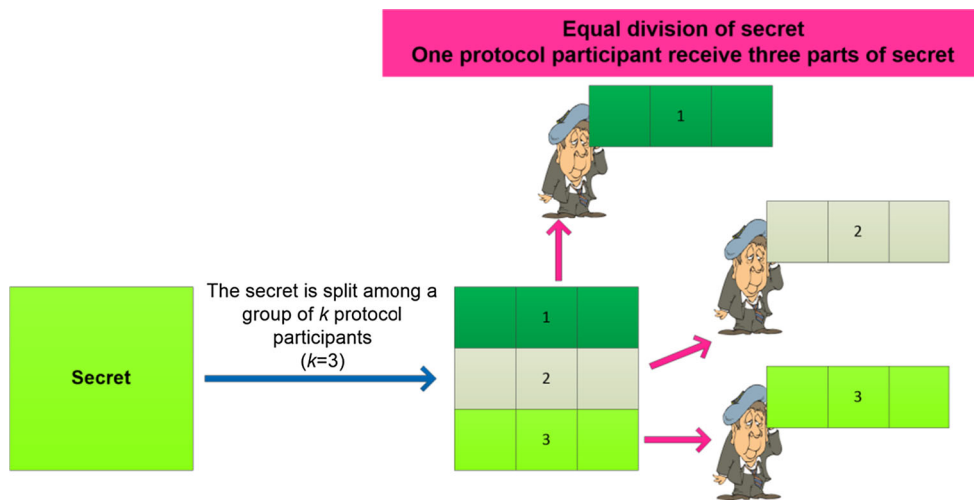 Equal division of secret
One protocol participant receive three parts of secret
1
2
The secret is split among a
group of k protocol
participants
(k=3)
Secret
1
2
3
3